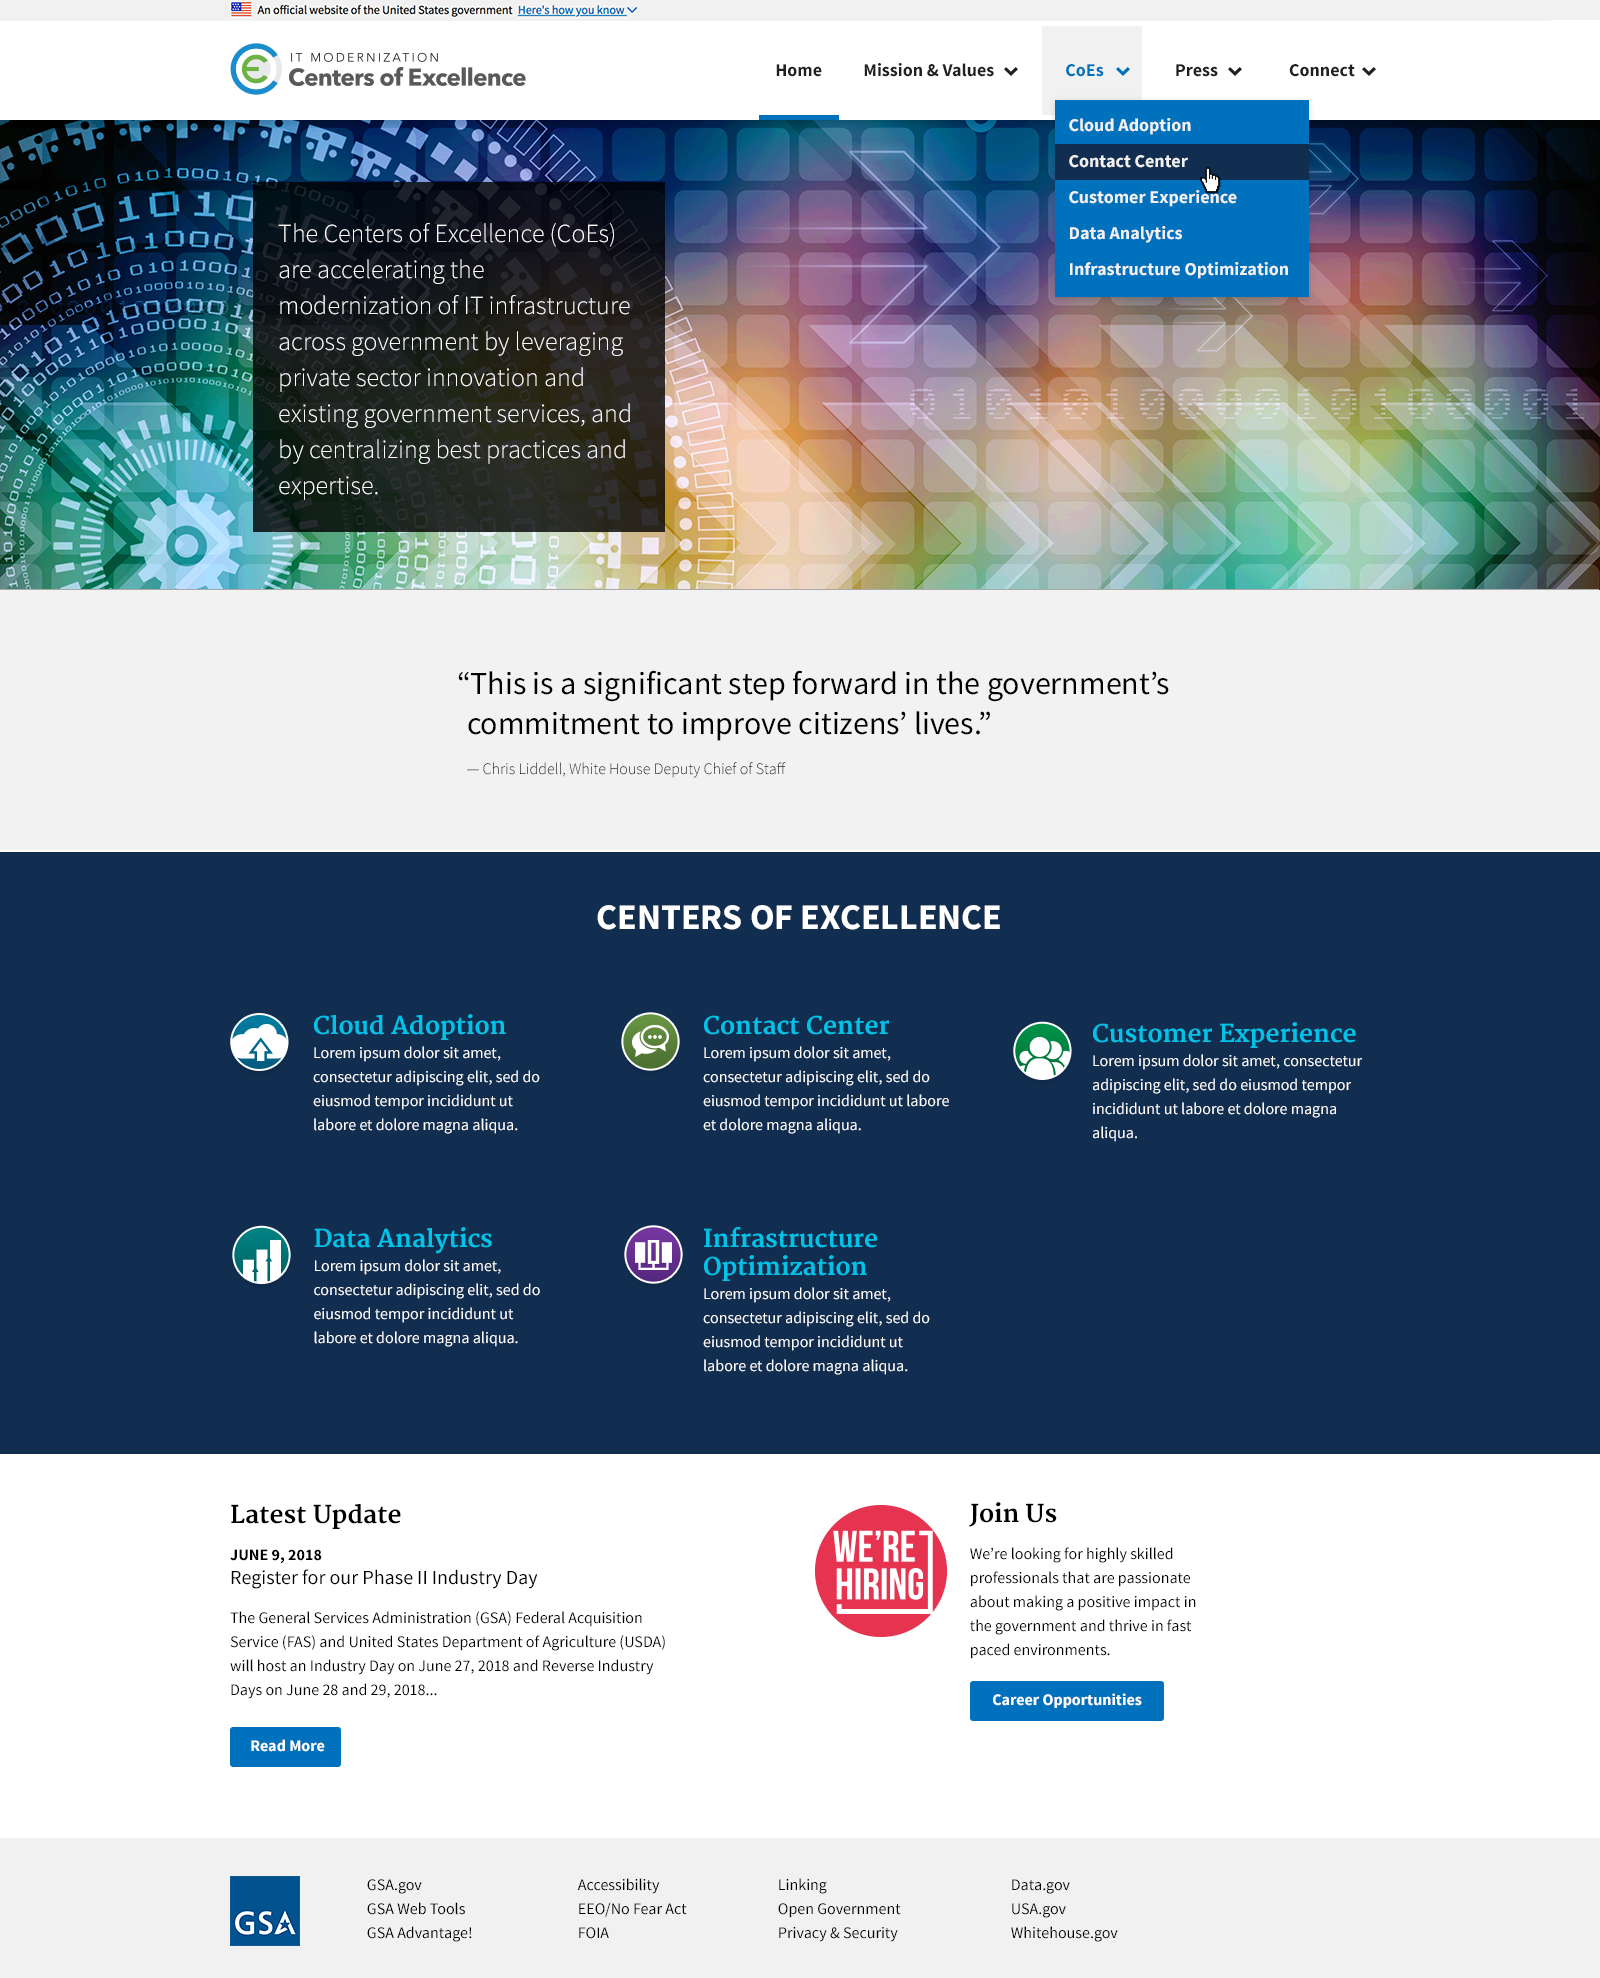 An official website of the United States government Here's how you know
IT MODERNIZATION
Centers of Excellence
Home Mission & Values CoEs Press Connect
Cloud Adoption
Contact Center
Customer Experience
Data Analytics
Infrastructure Optimization
The Centers of Excellence (CoEs)
are accelerating the
modernization of IT infrastructure
across government by leveraging
private sector innovation and
existing government services, and
by centralizing best practices and
expertise.
“This is a significant step forward in the government’s
commitment to improve citizens’ lives.”
— Chris Liddell, White House Deputy Chief of Staff
CENTERS OF EXCELLENCE
Cloud Adoption
Lorem ipsum dolor sit amet,
consectetur adipiscing elit, sed do
eiusmod tempor incididunt ut
labore et dolore magna aliqua.
Contact Center
Lorem ipsum dolor sit amet,
consectetur adipiscing elit, sed do
eiusmod tempor incididunt ut labore
et dolore magna aliqua.
Customer Experience
Lorem ipsum dolor sit amet, consectetur
adipiscing elit, sed do eiusmod tempor
incididunt ut labore et dolore magna
aliqua.
Data Analytics
Lorem ipsum dolor sit amet,
consectetur adipiscing elit, sed do
eiusmod tempor incididunt ut
labore et dolore magna aliqua.
Infrastructure
Optimization
Lorem ipsum dolor sit amet,
consectetur adipiscing elit, sed do
eiusmod tempor incididunt ut
labore et dolore magna aliqua.
Latest Update
JUNE 9, 2018
Register for our Phase II Industry Day
The General Services Administration (GSA) Federal Acquisition
Service (FAS) and United States Department of Agriculture (USDA)
will host an Industry Day on June 27, 2018 and Reverse Industry
Days on June 28 and 29, 2018...
Read More
WE'RE
HIRING
Join Us
We’re looking for highly skilled
professionals that are passionate
about making a positive impact in
the government and thrive in fast
paced environments.
Career Opportunities
GSA
GSA.gov
GSA Web Tools
GSA Advantage!
Accessibility
EEO/No Fear Act
FOIA
Linking
Open Government
Privacy & Security
Data.gov
USA.gov
Whitehouse.gov